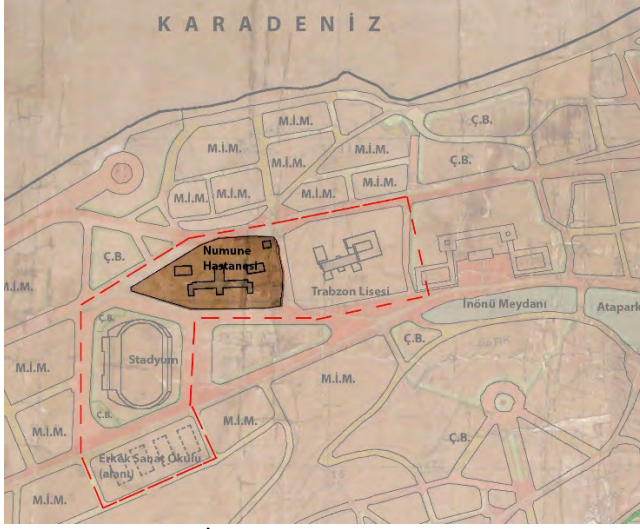 KARADENİZ
M.İ.M.
Ç.B.
M.İ.M.
M.İ.M.
M.İ.M.
Ç.B.
M.İ.M.
M.İ.M.
M.İ.M.
M.İ.M.
M.İ.M.
Numune
Hastanesi
Ç.B.
M.İ.M.
Trabzon Lisesi
İnönü Meydanı
Atapark
Ç.B.
Stadyum
Ç.B.
M.İ.M.
M.İ.M.
Ç.B.
M.İ.M.
Ç.B.
Erkek Sanat Okulu
(alanı)
M.İ.M.